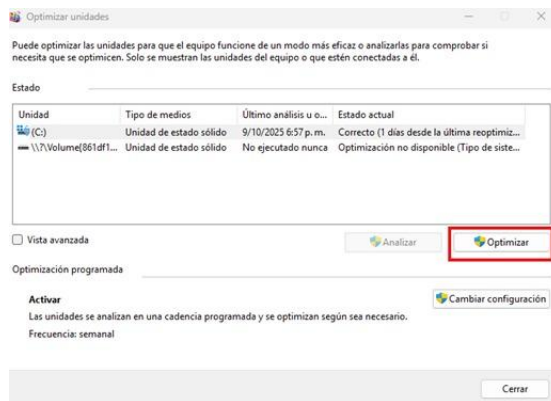 Optimizar unidades
Puede optimizar las unidades para que el equipo funcione de un modo más eficaz o analizarlas para comprobar si
necesita que se optimicen. Solo se muestran las unidades del equipo o que estén conectadas a él.
Estado
Unidad Tipo de medios Último análisis u o... Estado actual
(C:) Unidad de estado sólido 9/10/2025 6:57 p. m. Correcto (1 días desde la última reoptimiz...
\\?\Volume{861df1... Unidad de estado sólido No ejecutado nunca Optimización no disponible (Tipo de siste...
Vista avanzada Analizar Optimizar
Optimización programada
Activar Cambiar configuración
Las unidades se analizan en una cadencia programada y se optimizan según sea necesario.
Frecuencia: semanal
Cerrar